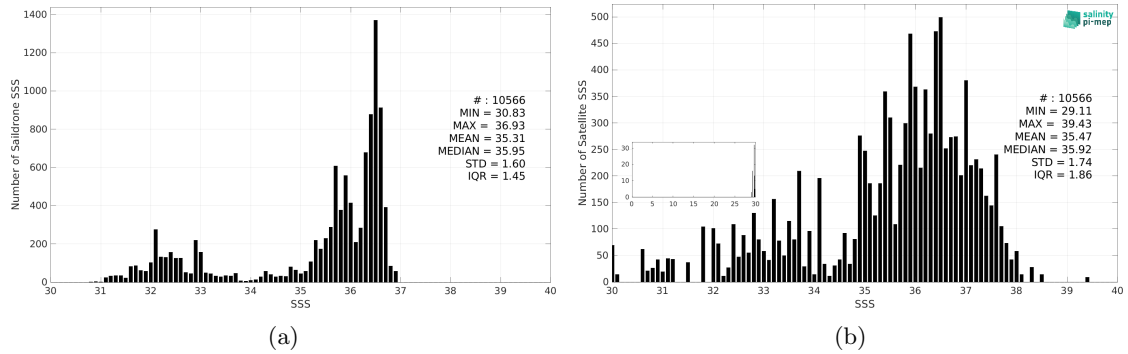 1400
1200
1000
800
600
400
200
0
Number of Saildrone SSS
# : 10566
MIN = 30.83
MAX = 36.93
MEAN = 35.31
MEDIAN = 35.95
STD = 1.60
IQR = 1.45
30 31 32 33 34 35 36 37 38 39 40
SSS
(a)
salinity
pi-mep
500
450
400
350
300
250
200
150
100
50
0
Number of Satellite SSS
# : 10566
MIN = 29.11
MAX = 39.43
MEAN = 35.47
MEDIAN = 35.92
STD = 1.74
IQR = 1.86
30
20
10
0
0 5 10 15 20 25 30
30 31 32 33 34 35 36 37 38 39 40
SSS
(b)